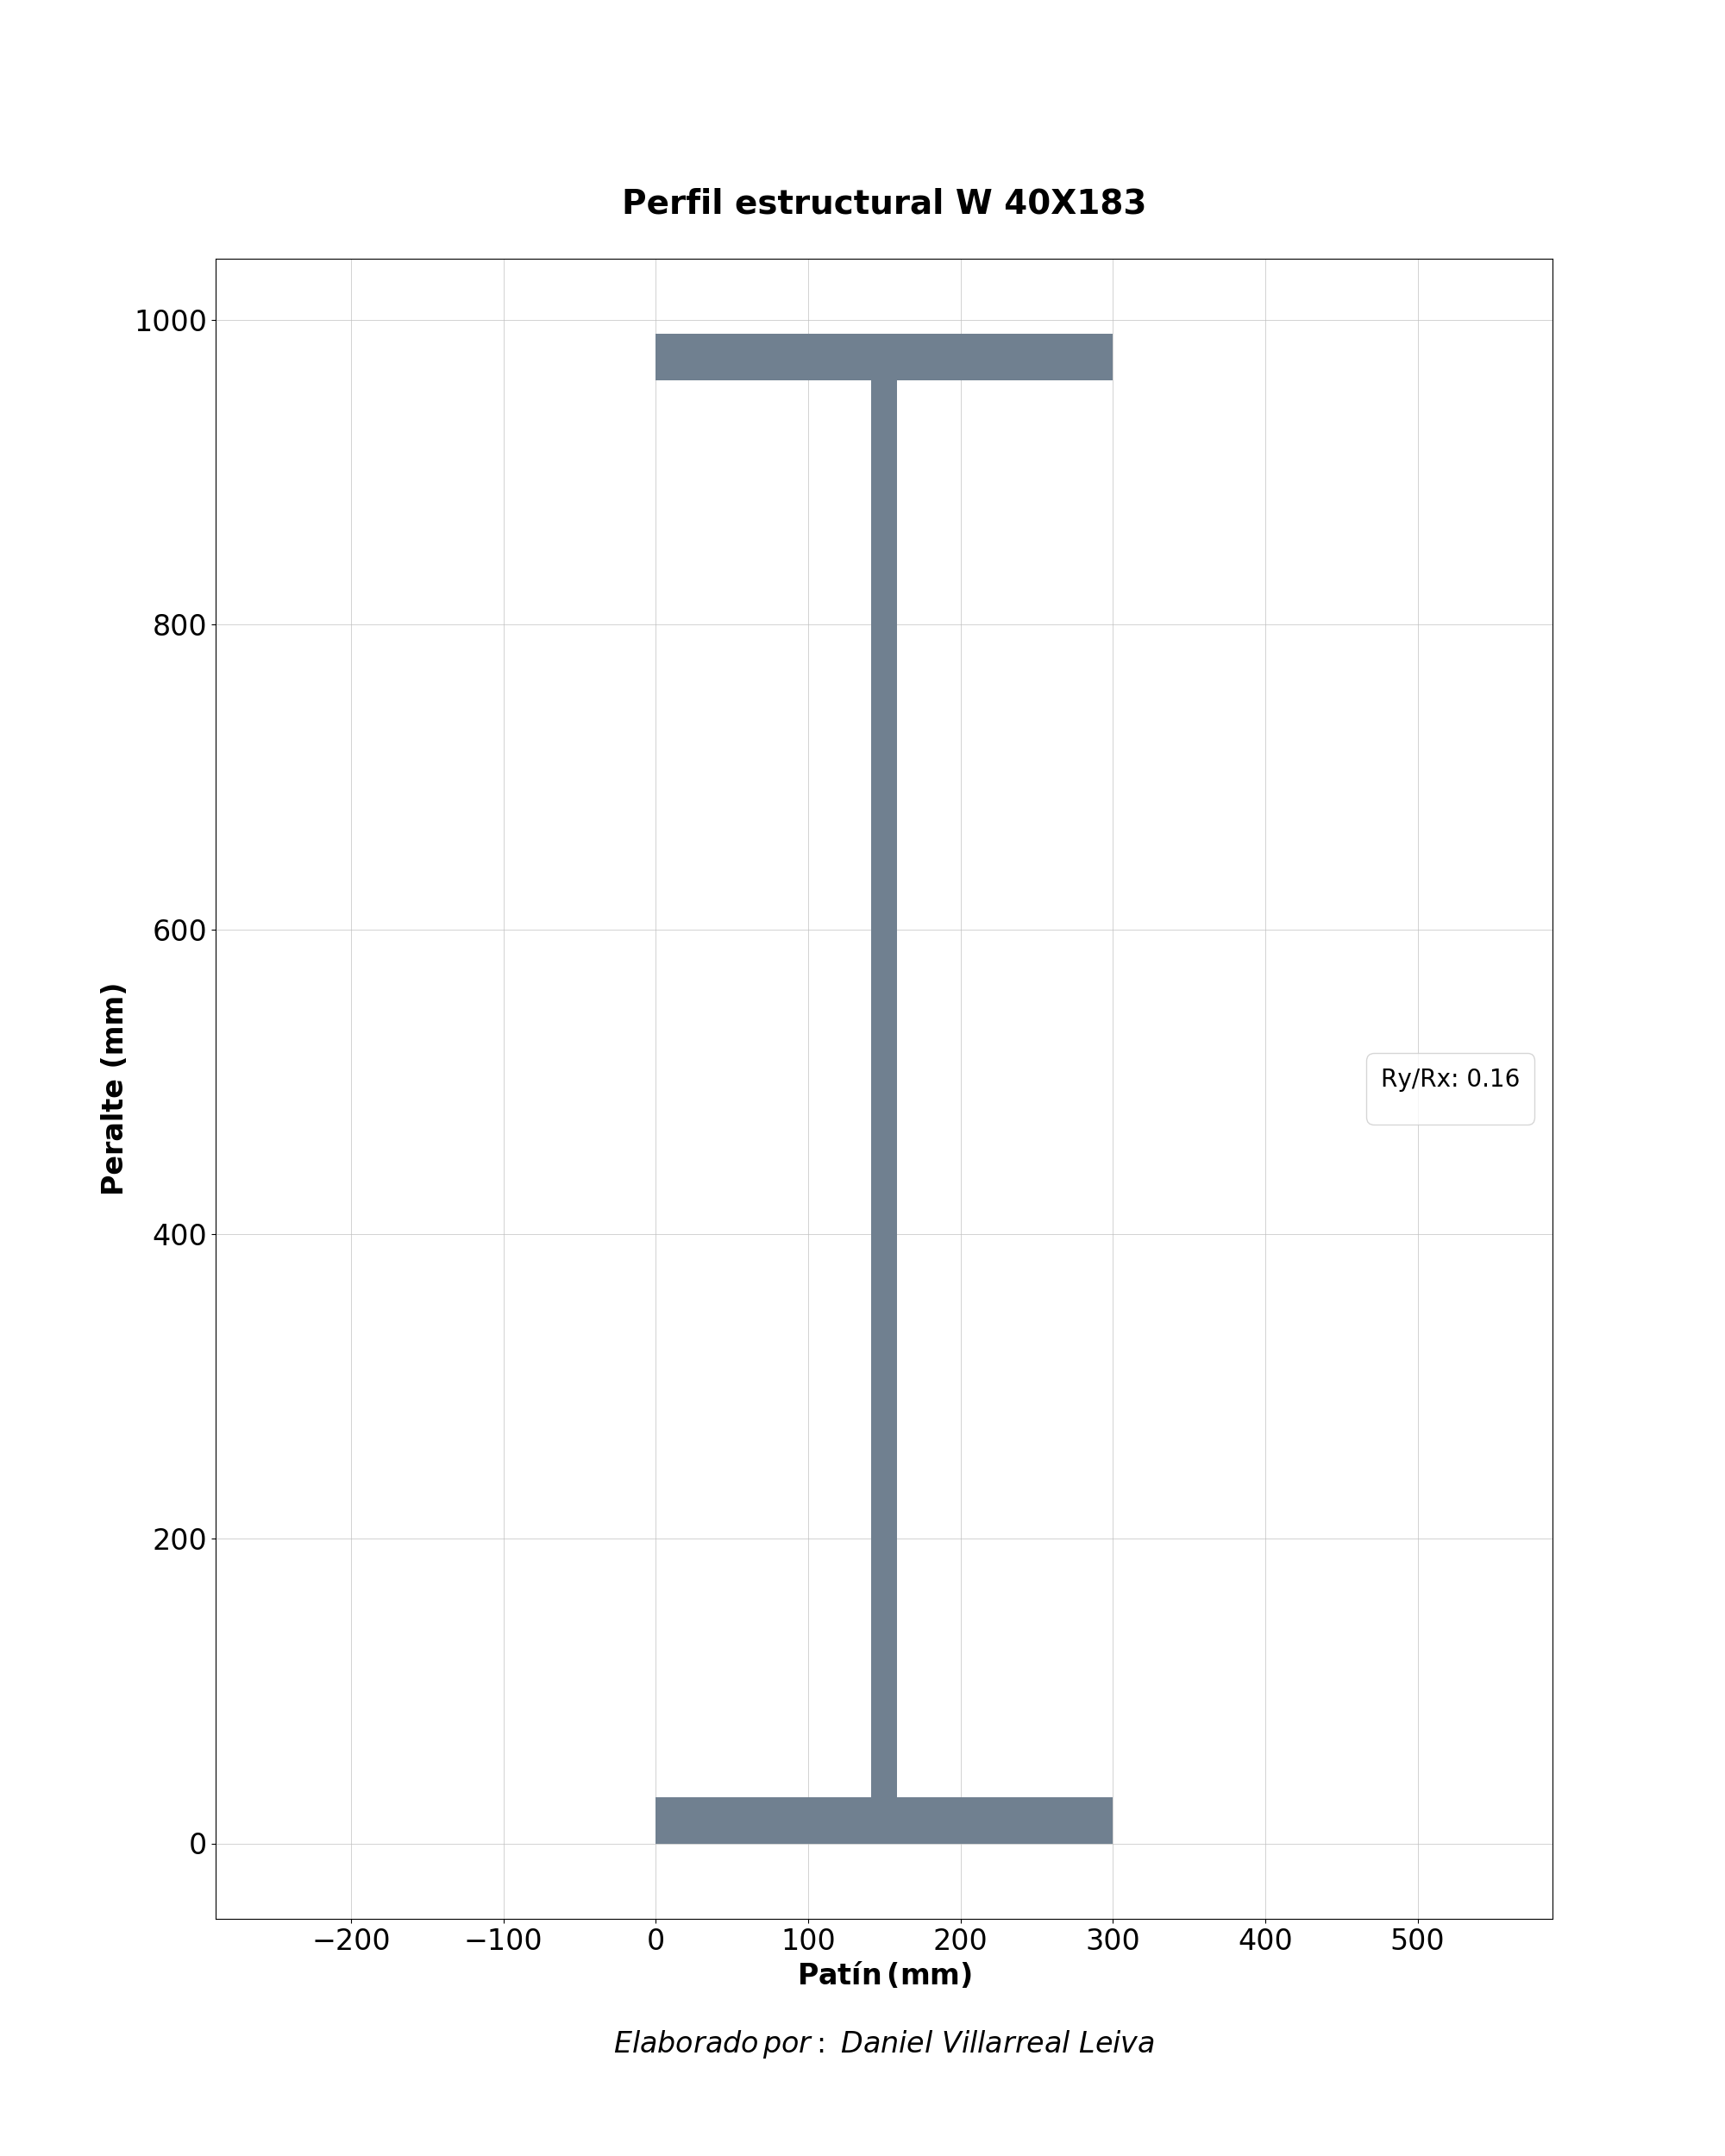 Perfil estructural W 40X183
1000
800
600
400
200
0
Peralte (mm)
Ry/Rx: 0.16
−200 −100 0 100 200 300 400 500
Patín (mm)
Elaborado por: Daniel Villarreal Leiva